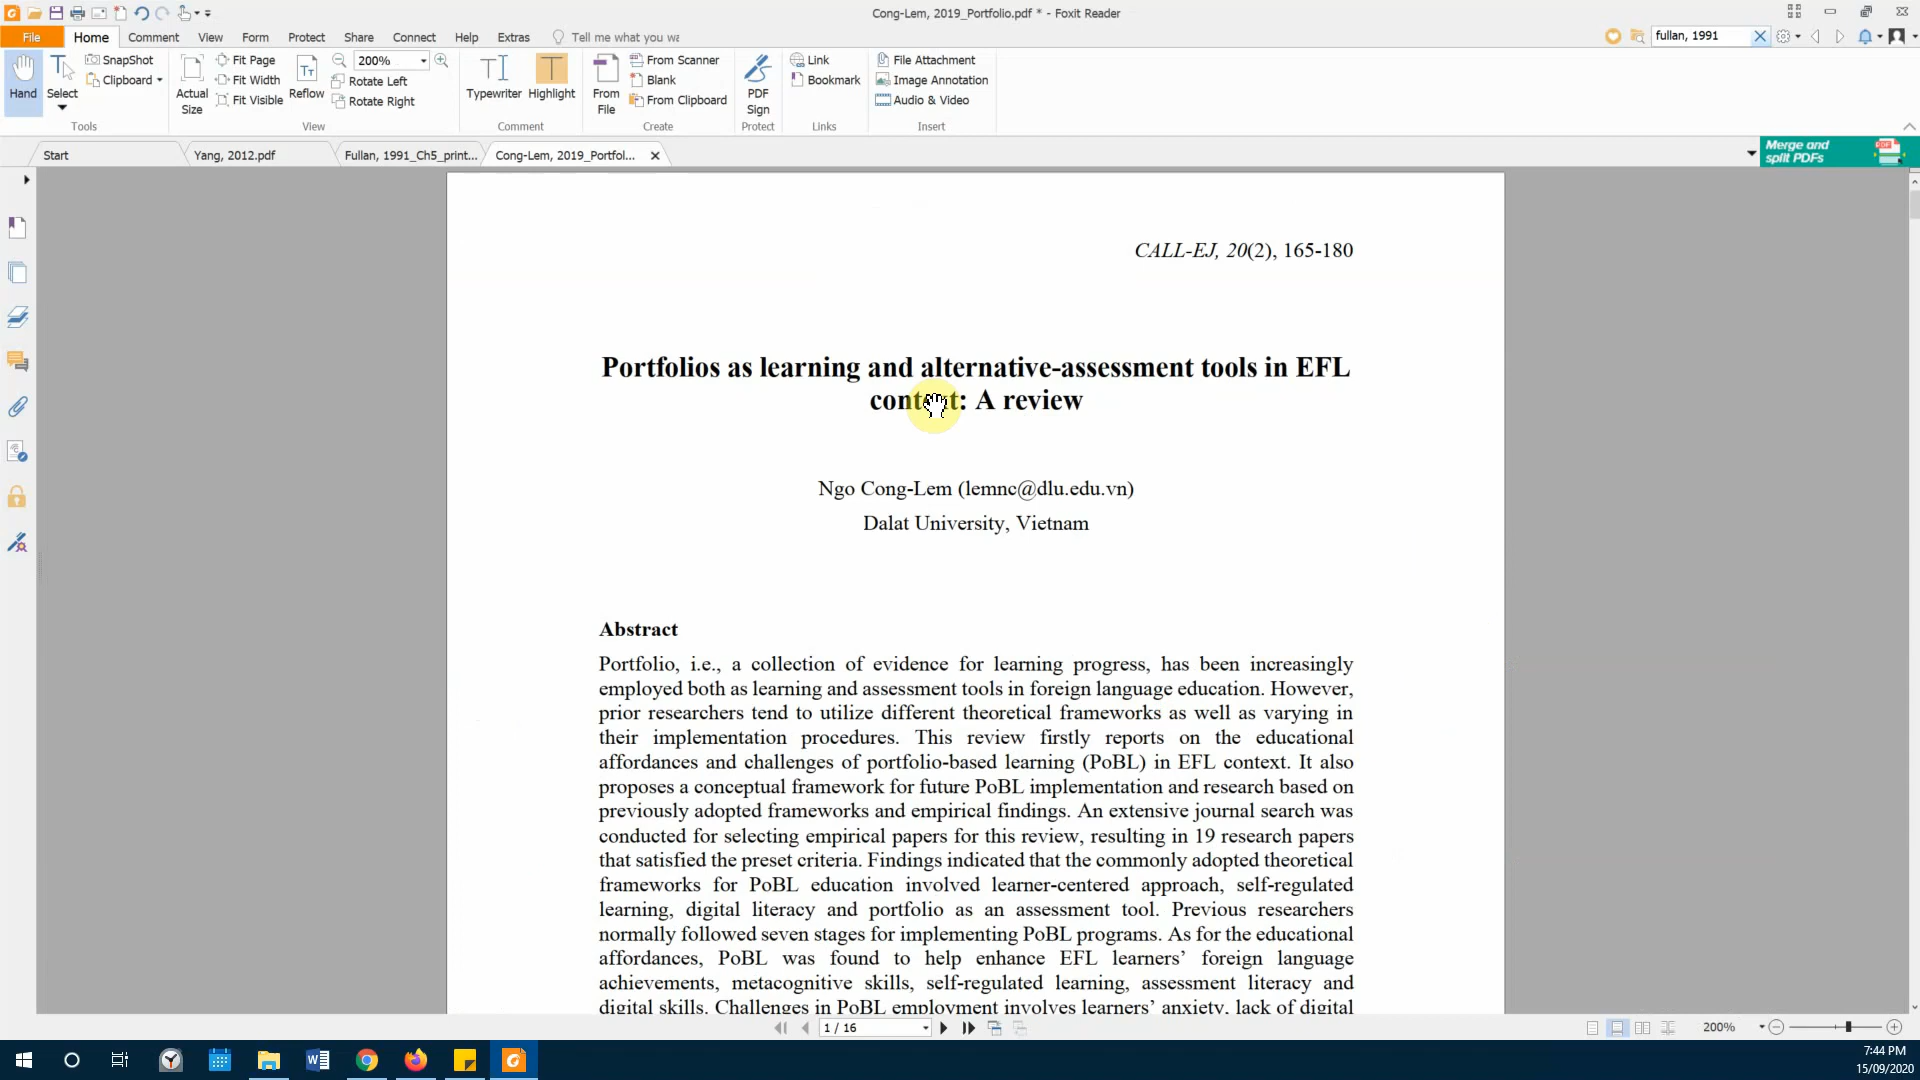 Cong-Lem, 2019_Portfolio.pdf * - Foxit Reader
File Home Comment View Form Protect Share Connect Help Extras Tell me what you wa fullan, 1991
Hand Select SnapShot Clipboard Tools
Actual Size Fit Page Fit Width Fit Visible Reflow 200% Rotate Left Rotate Right View
Typewriter Highlight Comment
From File From Scanner Blank From Clipboard Create
PDF Sign Protect
Link Bookmark Links
File Attachment Image Annotation Audio & Video Insert
Start Yang, 2012.pdf Fullan, 1991_Ch5_print... Cong-Lem, 2019_Portfol...
Merge and
split PDFs
PDF
CALL-EJ, 20(2), 165-180
Portfolios as learning and alternative-assessment tools in EFL
context: A review
Ngo Cong-Lem (lemnc@dlu.edu.vn)
Dalat University, Vietnam
Abstract
Portfolio, i.e., a collection of evidence for learning progress, has been increasingly
employed both as learning and assessment tools in foreign language education. However,
prior researchers tend to utilize different theoretical frameworks as well as varying in
their implementation procedures. This review firstly reports on the educational
affordances and challenges of portfolio-based learning (PoBL) in EFL context. It also
proposes a conceptual framework for future PoBL implementation and research based on
previously adopted frameworks and empirical findings. An extensive journal search was
conducted for selecting empirical papers for this review, resulting in 19 research papers
that satisfied the preset criteria. Findings indicated that the commonly adopted theoretical
frameworks for PoBL education involved learner-centered approach, self-regulated
learning, digital literacy and portfolio as an assessment tool. Previous researchers
normally followed seven stages for implementing PoBL programs. As for the educational
affordances, PoBL was found to help enhance EFL learners' foreign language
achievements, metacognitive skills, self-regulated learning, assessment literacy and
digital skills. Challenges in PoBL employment involves learners' anxiety, lack of digital
1 / 16
200%
7:44 PM
15/09/2020